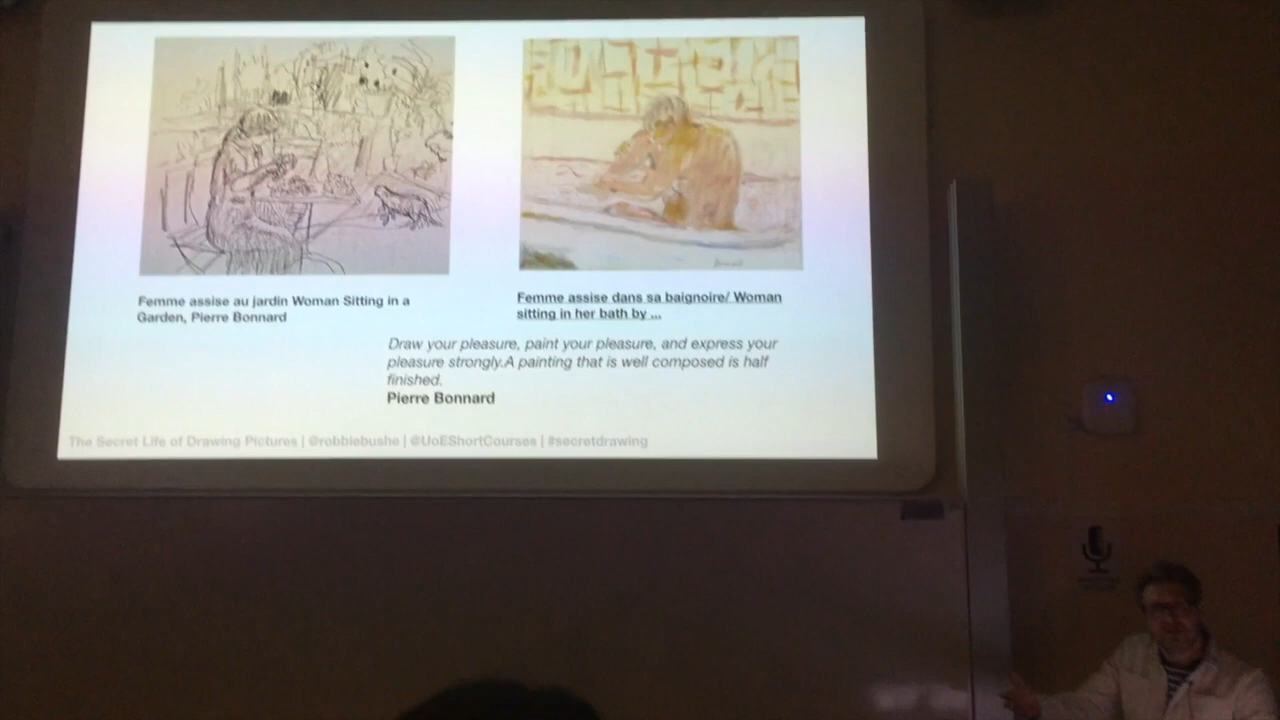 Femme assise au jardin Woman Sitting in a
Garden, Pierre Bonnard
Femme assise dans sa baignoire/ Woman
sitting in her bath by ...
Draw your pleasure, paint your pleasure, and express your
pleasure strongly.A painting that is well composed is half
finished.
Pierre Bonnard
The Secret Life of Drawing Pictures | @robbiebushe | @UoEShortCourses | #secretdrawing